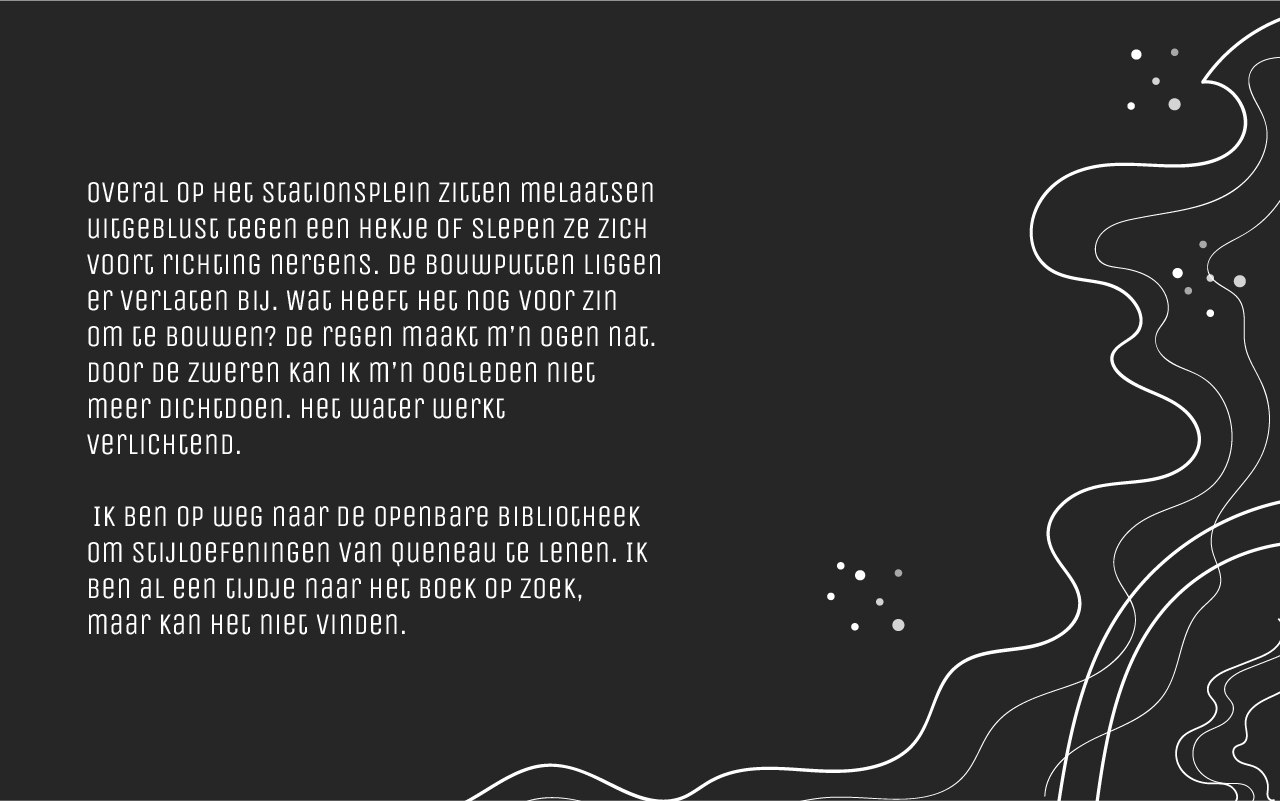 Overal op het stationsplein zitten melaatsen
uitgeblust tegen een hekje of slepen ze zich
voort richting nergens. De bouwputten liggen
er verlaten bij. Wat heeft het nog voor zin
om te bouwen? De regen maakt m’n ogen nat.
Door de zweren kan ik m’n oogleden niet
meer dichtdoen. Het water werkt
verlichtend.
Ik ben op weg naar de openbare bibliotheek
om Stijloefeningen van Queneau te lenen. Ik
ben al een tijdje naar het boek op zoek,
maar kan het niet vinden.